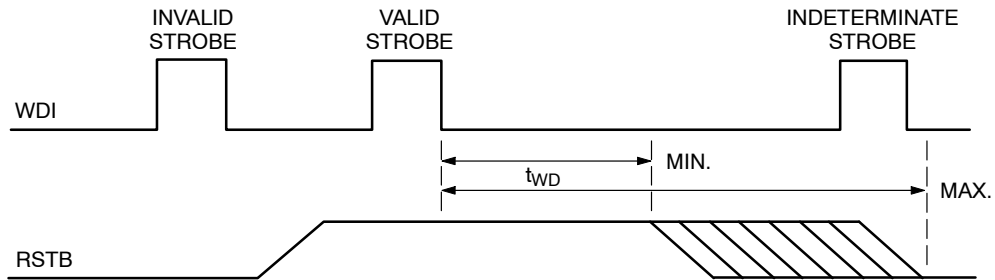 INVALID
STROBE
VALID
STROBE
INDETERMINATE
STROBE
WDI
tWD
MIN.
MAX.
RSTB